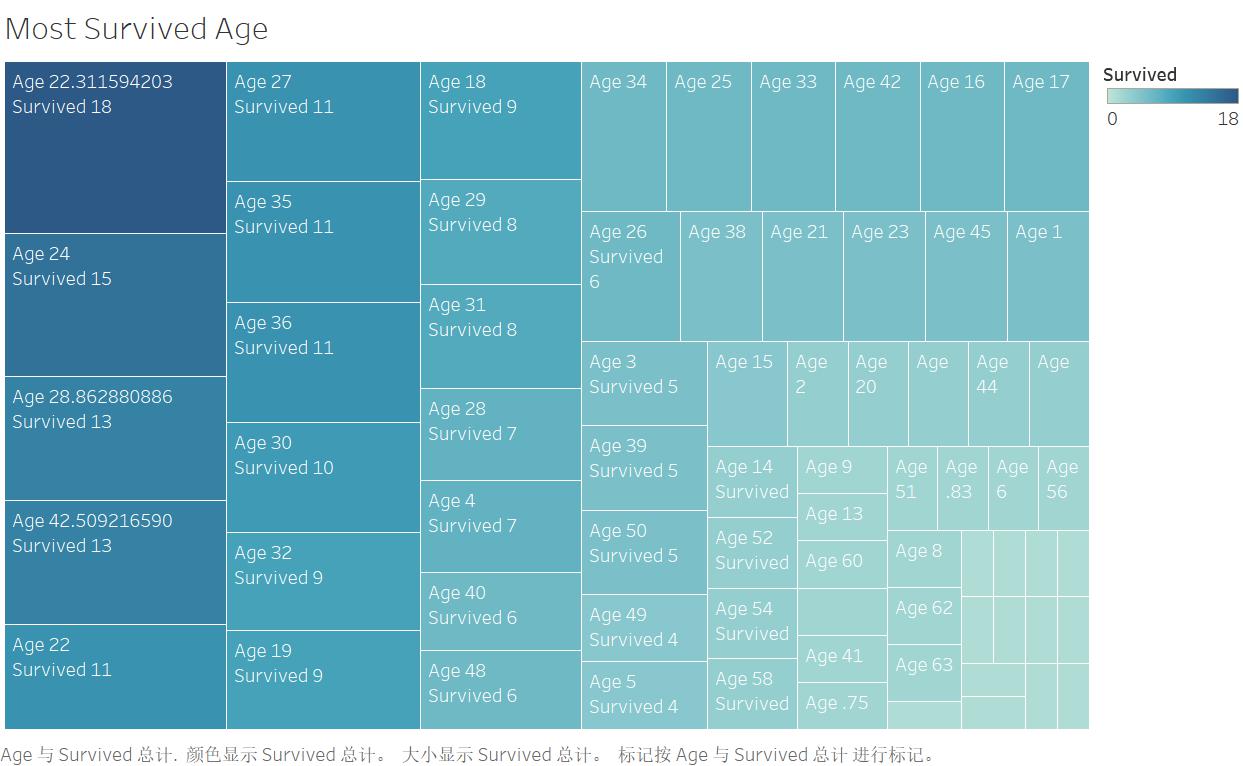 Most Survived Age
Age 22.311594203
Survived 18
Age 24
Survived 15
Age 28.862880886
Survived 13
Age 42.509216590
Survived 13
Age 22
Survived 11
Age 27
Survived 11
Age 35
Survived 11
Age 36
Survived 11
Age 30
Survived 10
Age 32
Survived 9
Age 19
Survived 9
Age 18
Survived 9
Age 29
Survived 8
Age 31
Survived 8
Age 28
Survived 7
Age 4
Survived 7
Age 40
Survived 6
Age 48
Survived 6
Age 34
Age 25
Age 33
Age 42
Age 16
Age 17
Age 26
Survived
6
Age 38
Age 21
Age 23
Age 45
Age 1
Age 3
Survived 5
Age 39
Survived 5
Age 50
Survived 5
Age 49
Survived 4
Age 5
Survived 4
Age 15
Age
2
Age
20
Age
Age
44
Age
Age 14
Survived
Age 52
Survived
Age 54
Survived
Age 58
Survived
Age 9
Age 13
Age 60
Age 41
Age .75
Age
51
Age
.83
Age
6
Age
56
Age 8
Age 62
Age 63
Survived
0 18
Age 与 Survived 总计. 颜色显示 Survived 总计。 大小显示 Survived 总计。 标记按 Age 与 Survived 总计 进行标记。